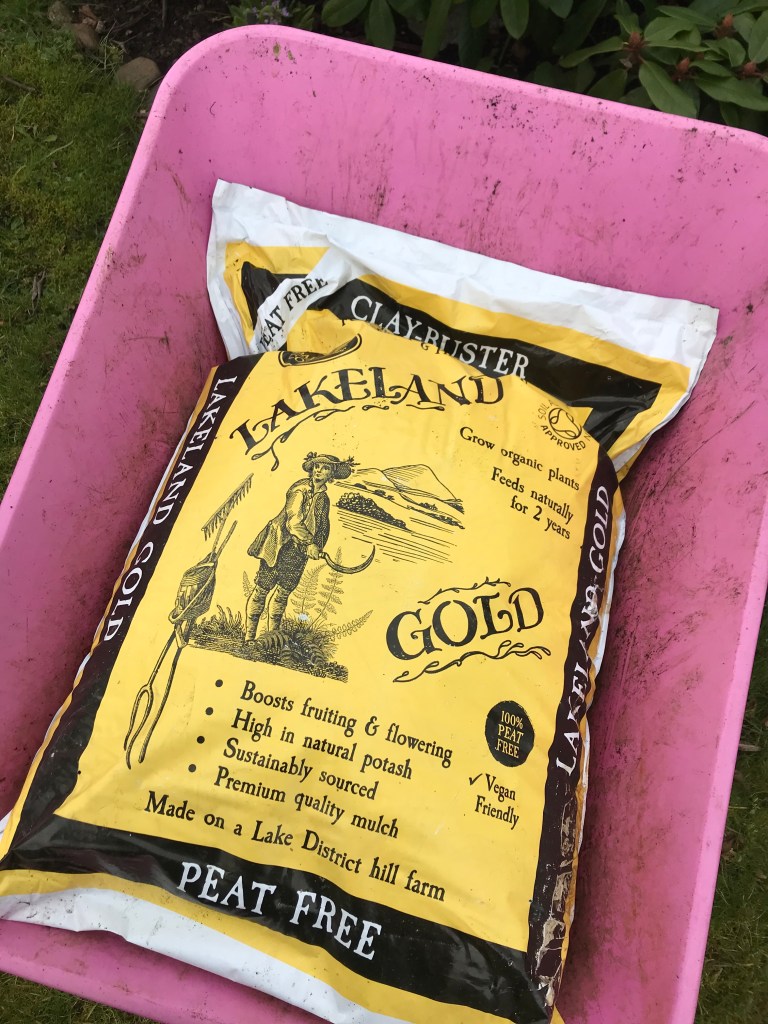 PEAT FREE
CLAY-BUSTER
LAKELAND
SOIL
APPROVED
Grow organic plants
Feeds naturally
for 2 years
LAKELAND GOLD
GOLD
LAKELAND GOLD
• Boosts fruiting & flowering
• High in natural potash
• Sustainably sourced
• Premium quality mulch
100%
PEAT
FREE
✓ Vegan
Friendly
Made on a Lake District hill farm
PEAT FREE